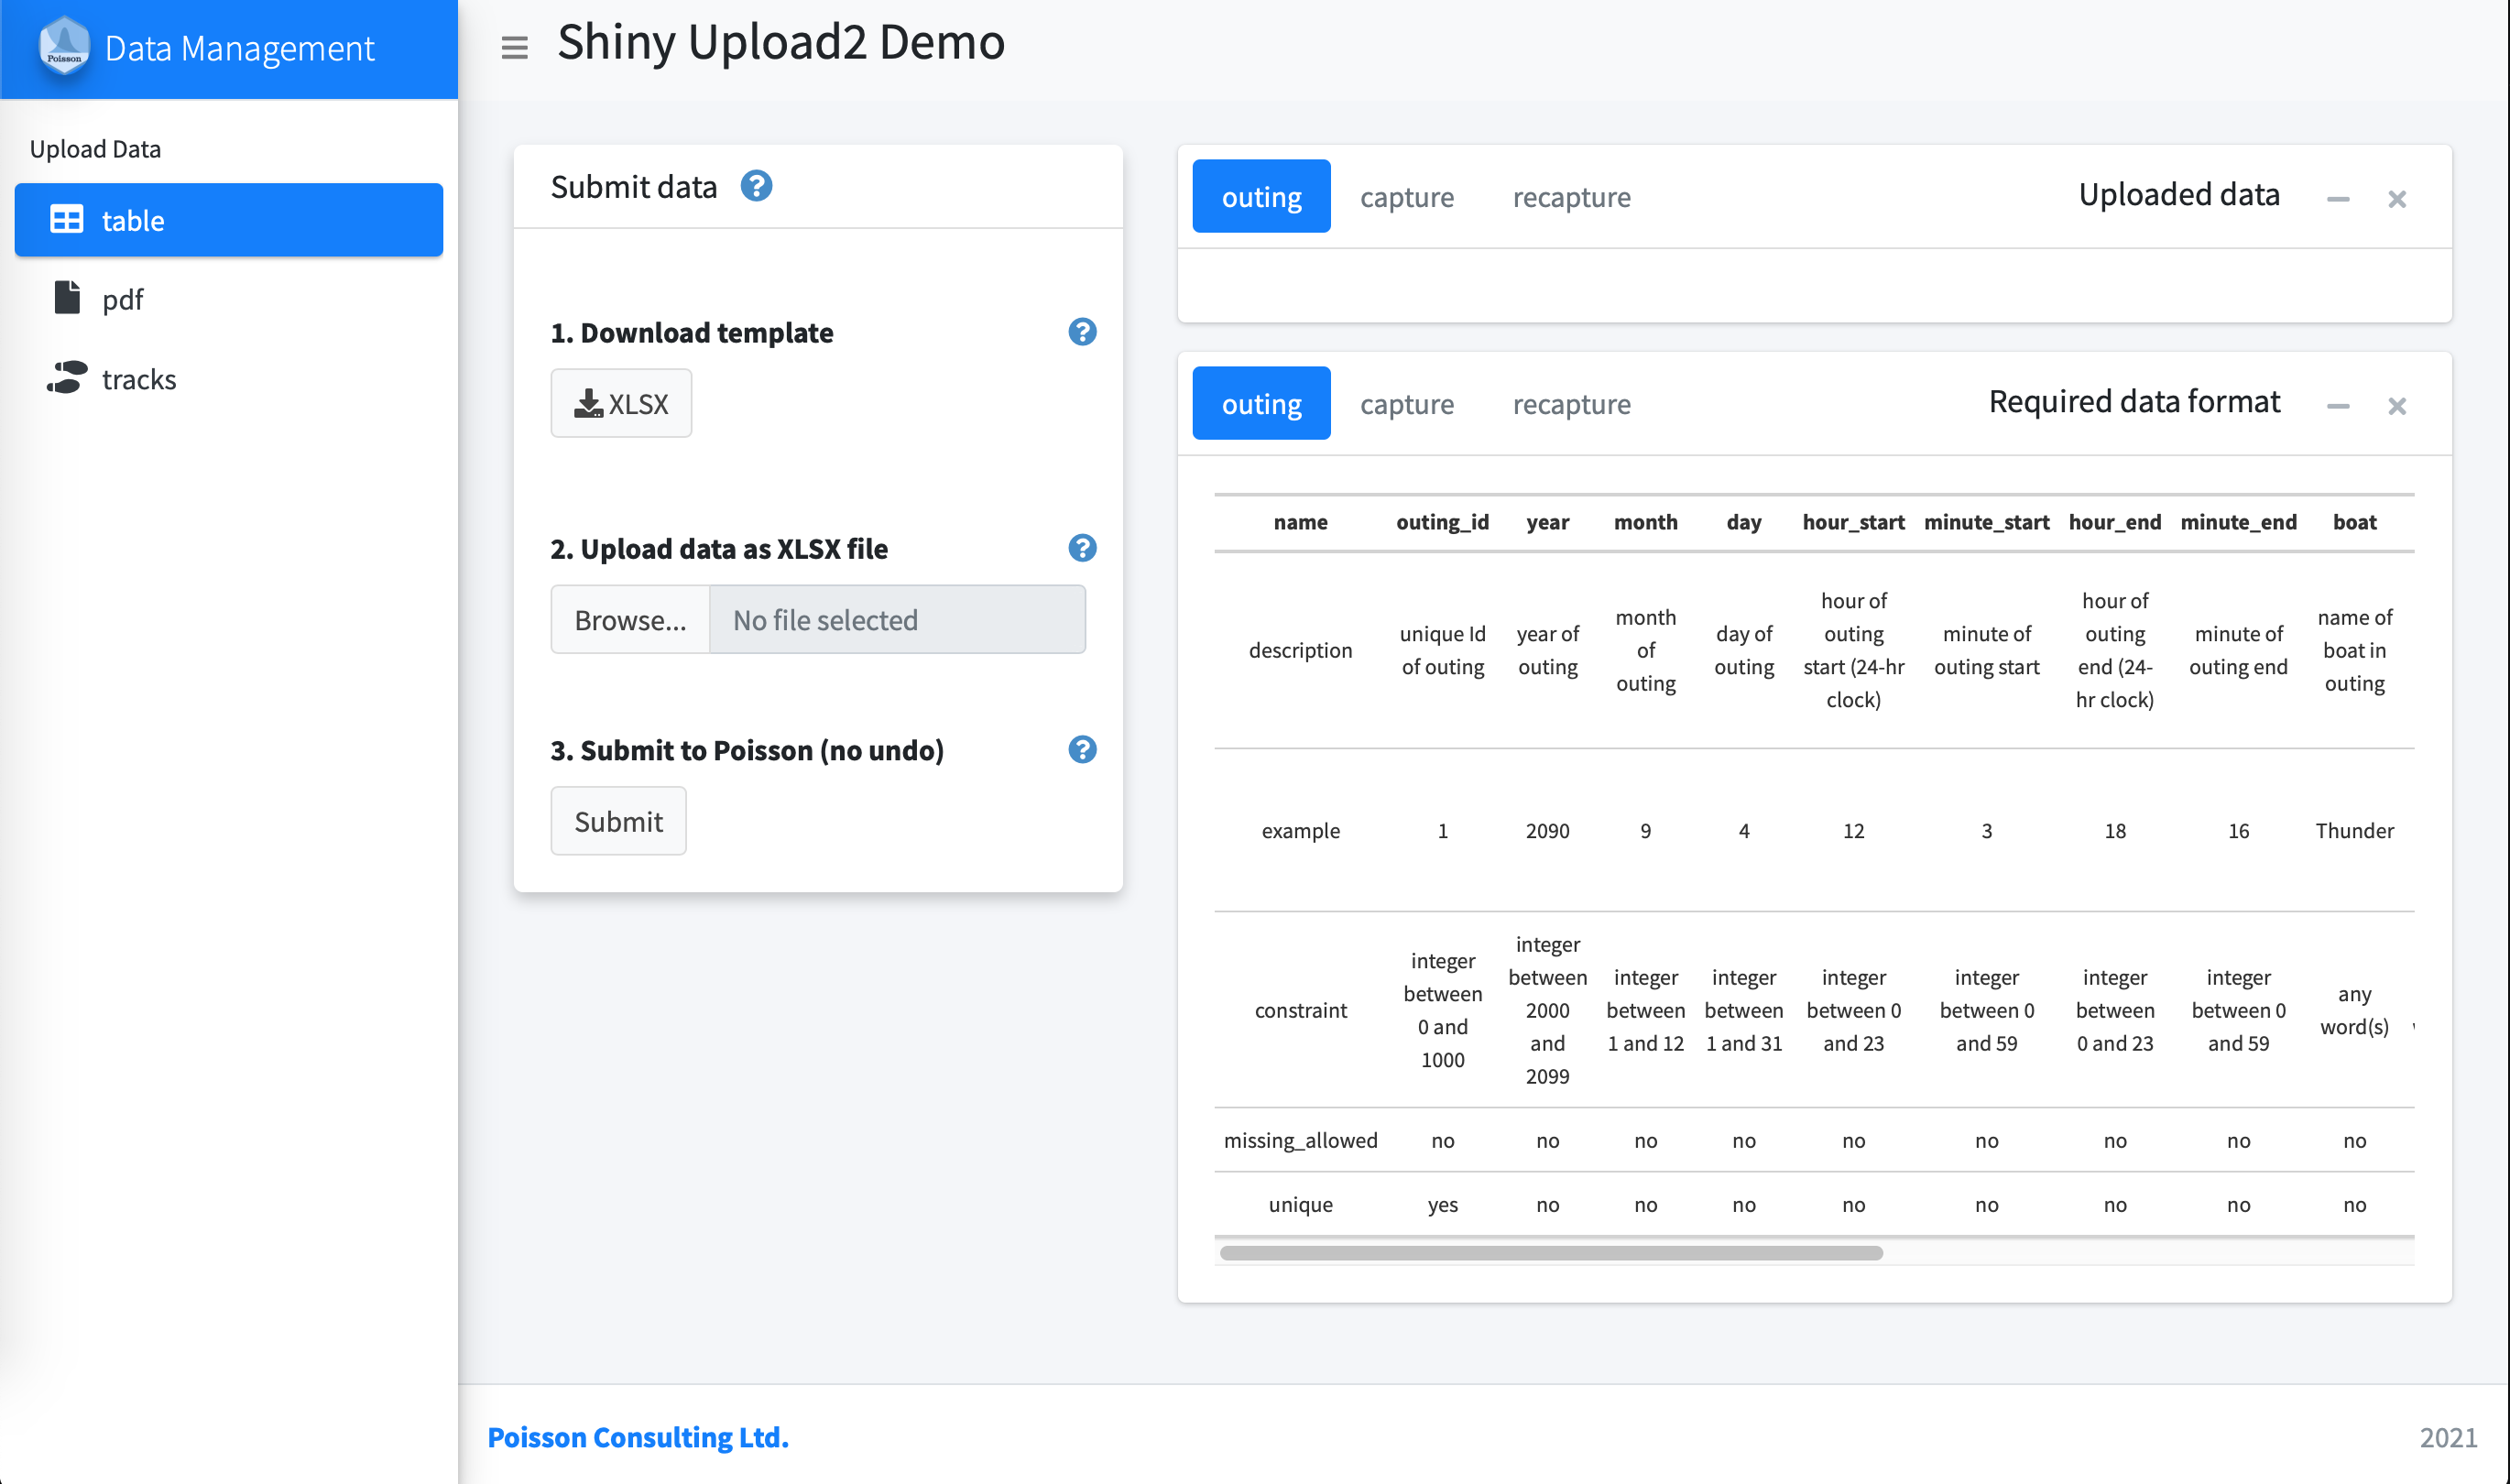 Poisson
Data Management
Shiny Upload2 Demo
Upload Data
table
pdf
tracks
Submit data ?
1. Download template ?
XLSX
2. Upload data as XLSX file ?
Browse... No file selected
3. Submit to Poisson (no undo) ?
Submit
outing capture recapture Uploaded data
outing capture recapture Required data format
name outing_id year month day hour_start minute_start hour_end minute_end boat
description unique Id of outing year of outing month of outing day of outing hour of outing start (24-hr clock) minute of outing start hour of outing end (24-hr clock) minute of outing end name of boat in outing
example 1 2090 9 4 12 3 18 16 Thunder
constraint integer between 0 and 1000 integer between 2000 and 2099 integer between 1 and 12 integer between 1 and 31 integer between 0 and 23 integer between 0 and 59 integer between 0 and 23 integer between 0 and 59 any word(s)
missing_allowed no no no no no no no no no
unique yes no no no no no no no no
Poisson Consulting Ltd.
2021